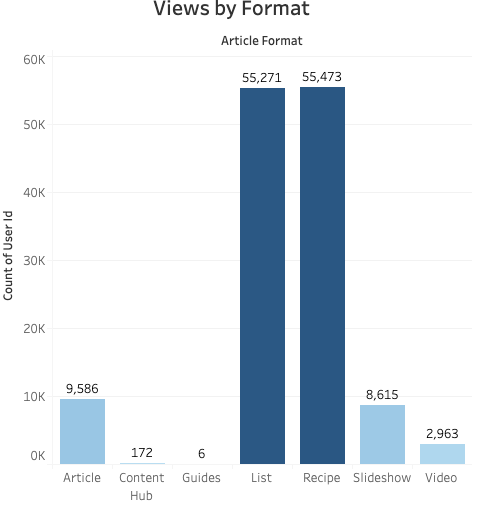 Views by Format
Article Format
60K
50K
40K
30K
20K
10K
0K
Count of User Id
9,586
172
6
55,271
55,473
8,615
2,963
Article
Content
Hub
Guides
List
Recipe
Slideshow
Video